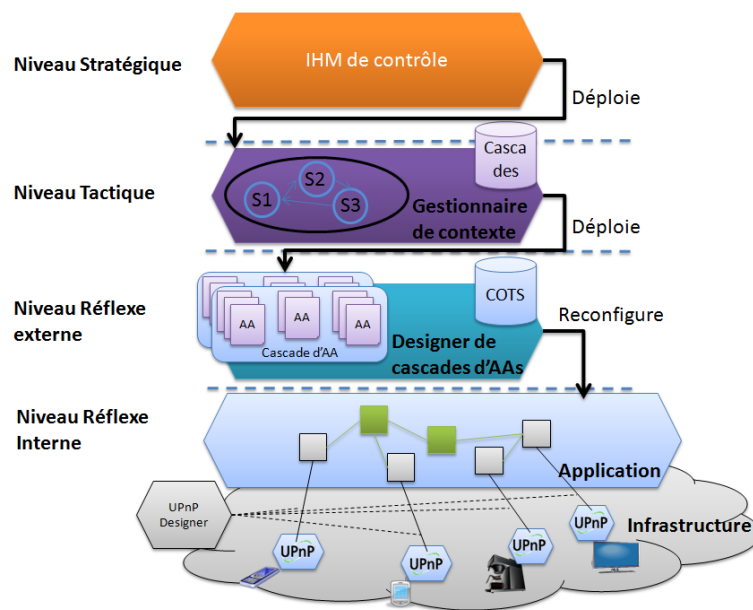 Niveau Stratégique
IHM de contrôle
Déploie
Casca
des
Niveau Tactique
S1
S2
S3
Gestionnaire
de contexte
Déploie
Niveau Réflexe
externe
AA
AA
AA
Cascade d'AA
COTS
Designer de
cascades d'AAs
Reconfigure
Niveau Réflexe
Interne
Application
UPnP
Designer
Infrastructure
UPnP
UPnP
UPnP
UPnP